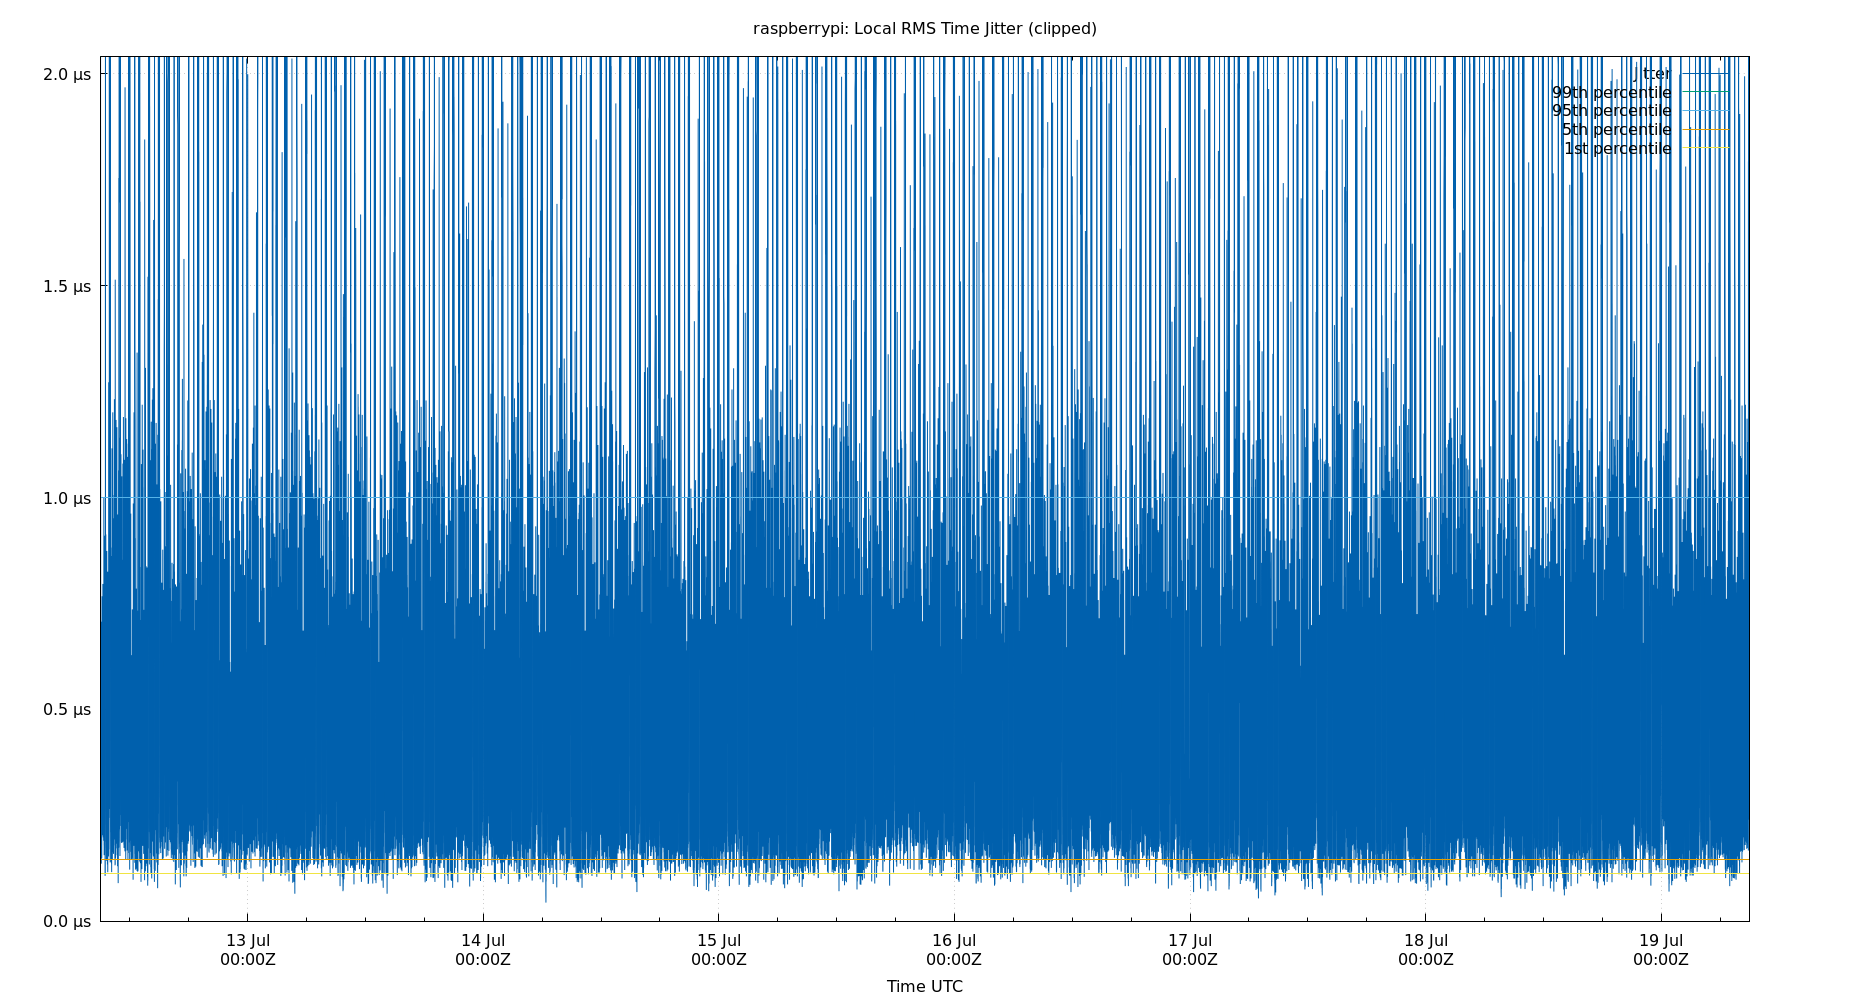 raspberrypi: Local RMS Time Jitter (clipped)
2.0 µs
1.5 µs
1.0 µs
0.5 µs
0.0 µs
Jitter
99th percentile
95th percentile
5th percentile
1st percentile
13 Jul 14 Jul 15 Jul 16 Jul 17 Jul 18 Jul 19 Jul
00:00Z 00:00Z 00:00Z 00:00Z 00:00Z 00:00Z 00:00Z
Time UTC